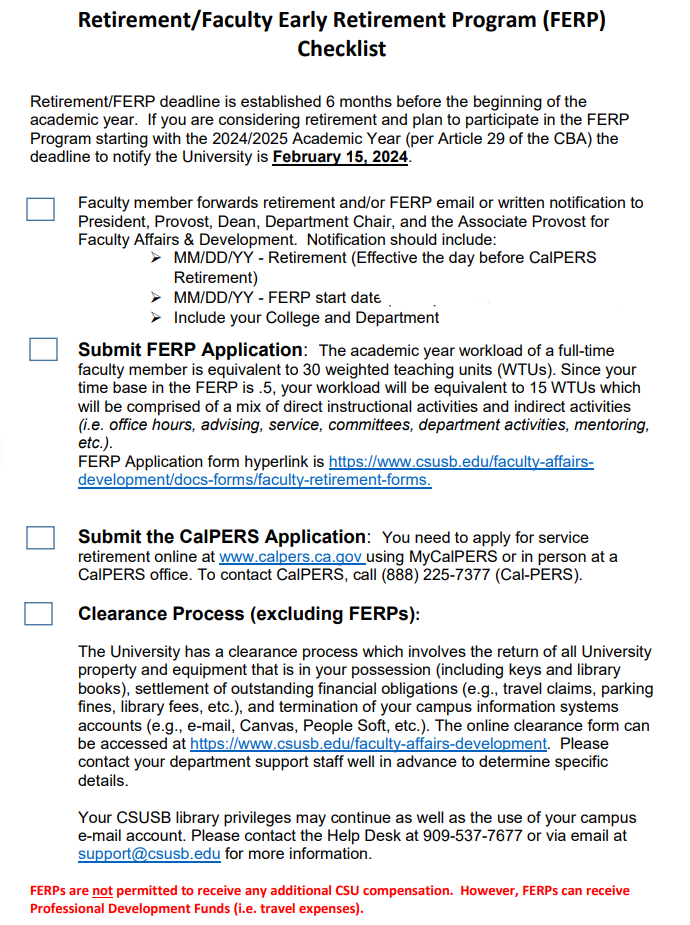 Retirement/Faculty Early Retirement Program (FERP)
Checklist
Retirement/FERP deadline is established 6 months before the beginning of the
academic year.  If you are considering retirement and plan to participate in the FERP
Program starting with the 2024/2025 Academic Year (per Article 29 of the CBA) the
deadline to notify the University is February 15, 2024.
Faculty member forwards retirement and/or FERP email or written notification to
President, Provost, Dean, Department Chair, and the Associate Provost for
Faculty Affairs & Development.  Notification should include:
➢ MM/DD/YY - Retirement (Effective the day before CalPERS
Retirement)
➢ MM/DD/YY - FERP start date
➢ Include your College and Department
Submit FERP Application:  The academic year workload of a full-time
faculty member is equivalent to 30 weighted teaching units (WTUs). Since your
time base in the FERP is .5, your workload will be equivalent to 15 WTUs which
will be comprised of a mix of direct instructional activities and indirect activities
(i.e. office hours, advising, service, committees, department activities, mentoring,
etc.).
FERP Application form hyperlink is https://www.csusb.edu/faculty-affairs-
development/docs-forms/faculty-retirement-forms.
Submit the CalPERS Application:  You need to apply for service
retirement online at www.calpers.ca.gov using MyCalPERS or in person at a
CalPERS office. To contact CalPERS, call (888) 225-7377 (Cal-PERS).
Clearance Process (excluding FERPs):
The University has a clearance process which involves the return of all University
property and equipment that is in your possession (including keys and library
books), settlement of outstanding financial obligations (e.g., travel claims, parking
fines, library fees, etc.), and termination of your campus information systems
accounts (e.g., e-mail, Canvas, People Soft, etc.). The online clearance form can
be accessed at https://www.csusb.edu/faculty-affairs-development.  Please
contact your department support staff well in advance to determine specific
details.
Your CSUSB library privileges may continue as well as the use of your campus
e-mail account. Please contact the Help Desk at 909-537-7677 or via email at
support@csusb.edu for more information.
FERPs are not permitted to receive any additional CSU compensation.  However, FERPs can receive
Professional Development Funds (i.e. travel expenses).